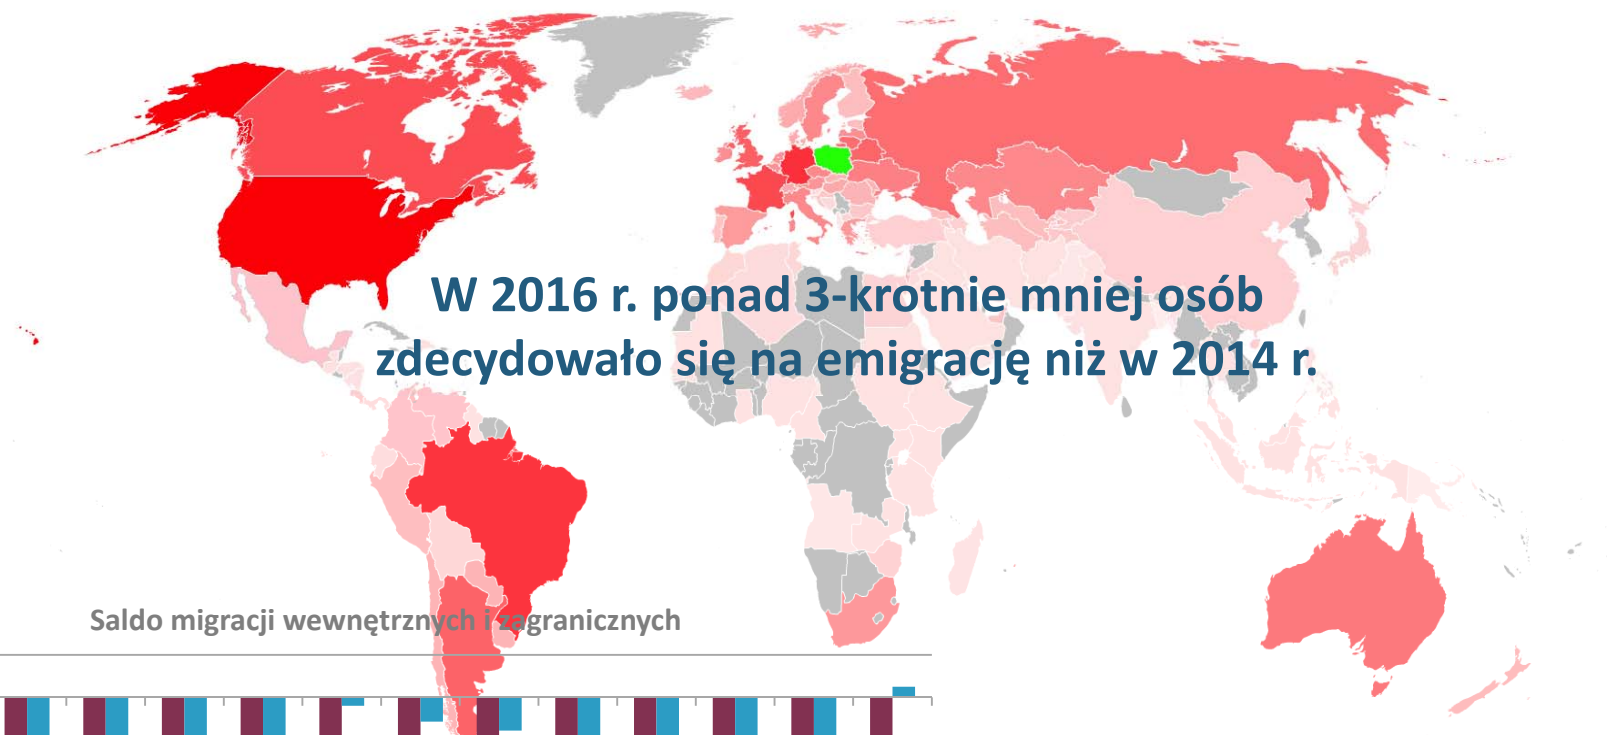 W 2016 r. ponad 3-krotnie mniej osób
zdecydowało się na emigrację niż w 2014 r.
Saldo migracji wewnętrznych i zagranicznych